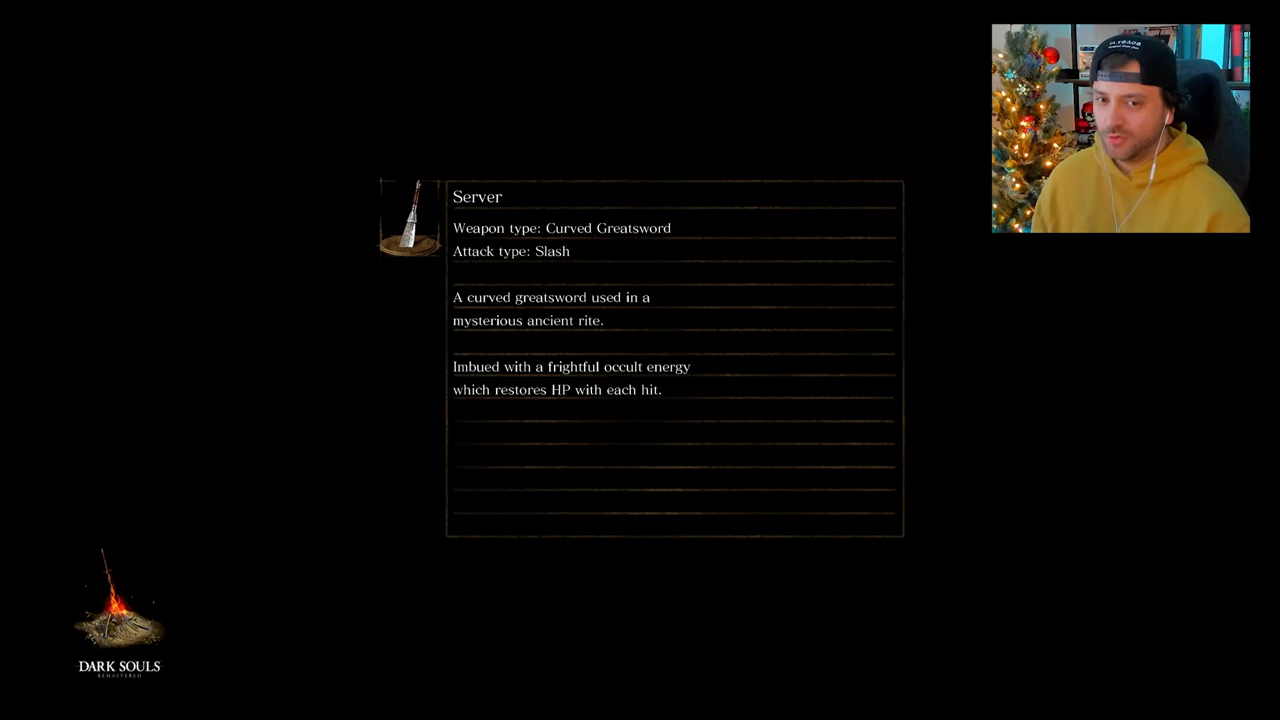 Server
Weapon type: Curved Greatsword
Attack type: Slash
A curved greatsword used in a
mysterious ancient rite.
Imbued with a frightful occult energy
which restores HP with each hit.
DARK SOULS
REMASTERED